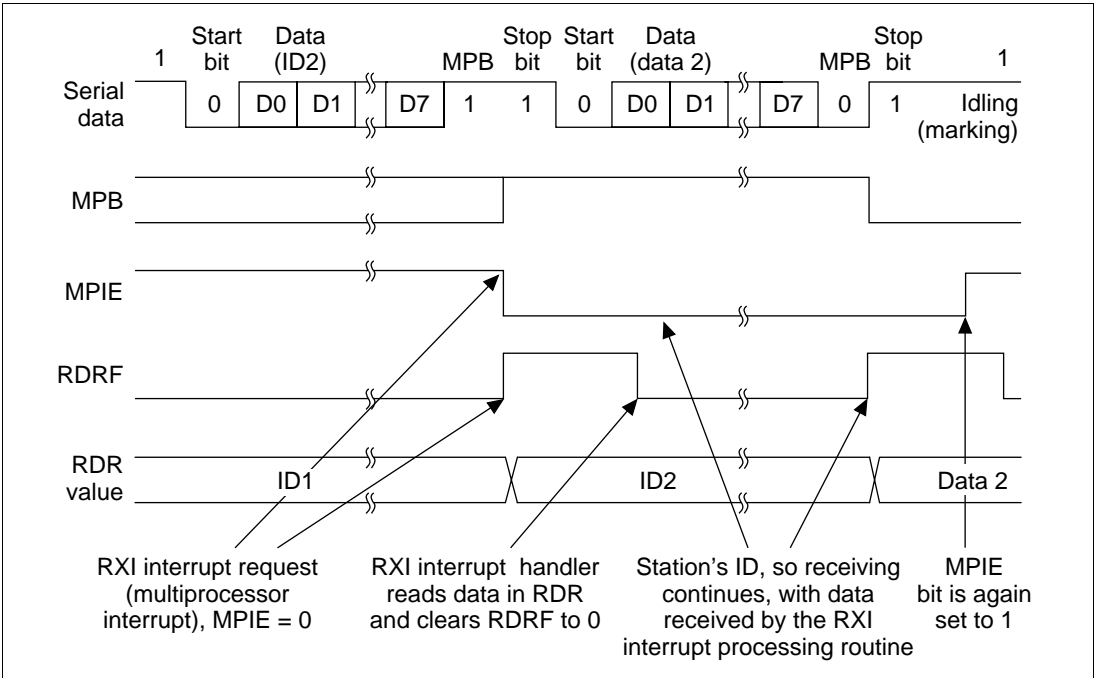 1 Start bit Data (ID2) MPB Stop bit Start bit Data (data 2) MPB Stop bit 1
Serial data 0 D0 D1 D7 1 1 0 D0 D1 D7 0 1 Idling (marking)
MPB
MPIE
RDRF
RDR value ID1 ID2 Data 2
RXI interrupt request (multiprocessor interrupt), MPIE = 0
RXI interrupt handler reads data in RDR and clears RDRF to 0
Station's ID, so receiving continues, with data received by the RXI interrupt processing routine
MPIE bit is again set to 1